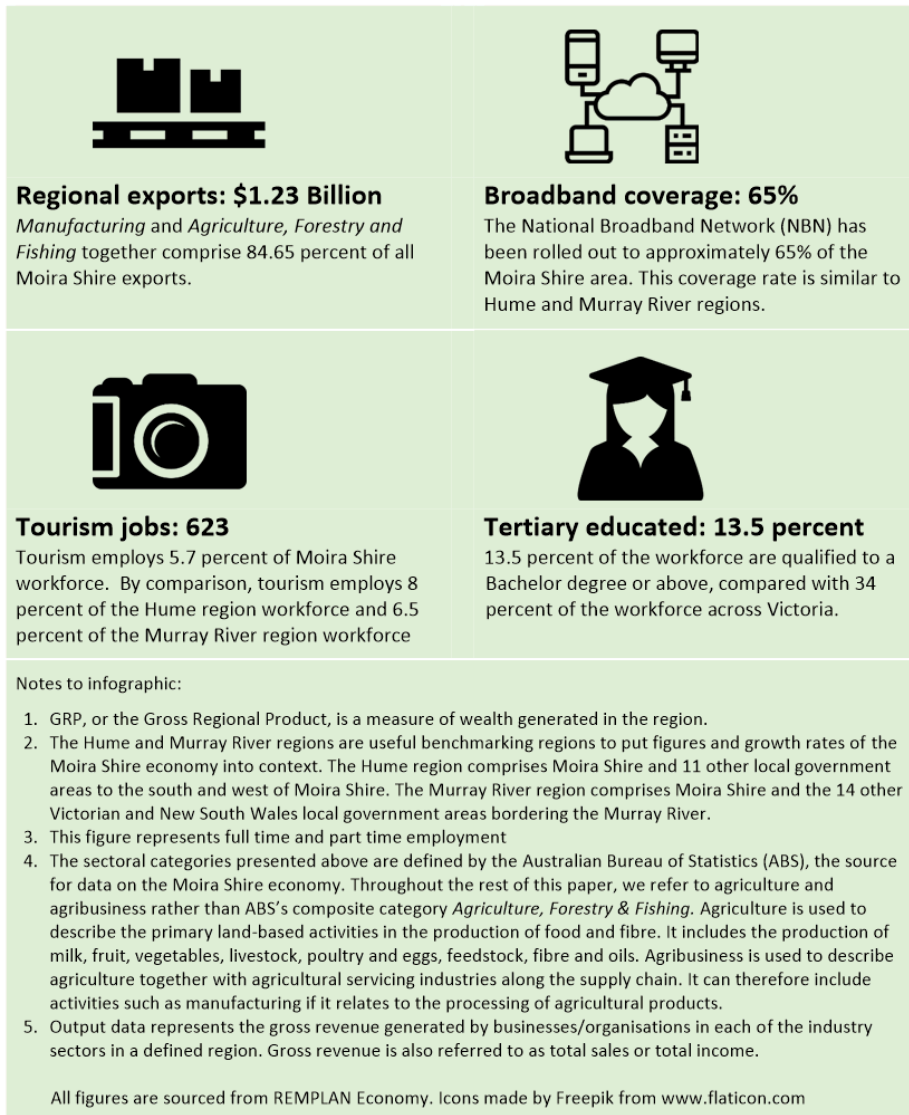 Regional exports: $1.23 Billion
Manufacturing and Agriculture, Forestry and
Fishing together comprise 84.65 percent of all
Moira Shire exports.
Broadband coverage: 65%
The National Broadband Network (NBN) has
been rolled out to approximately 65% of the
Moira Shire area. This coverage rate is similar to
Hume and Murray River regions.
Tourism jobs: 623
Tourism employs 5.7 percent of Moira Shire
workforce.  By comparison, tourism employs 8
percent of the Hume region workforce and 6.5
percent of the Murray River region workforce
Tertiary educated: 13.5 percent
13.5 percent of the workforce are qualified to a
Bachelor degree or above, compared with 34
percent of the workforce across Victoria.
Notes to infographic:
1. GRP, or the Gross Regional Product, is a measure of wealth generated in the region.
2. The Hume and Murray River regions are useful benchmarking regions to put figures and growth rates of the
Moira Shire economy into context. The Hume region comprises Moira Shire and 11 other local government
areas to the south and west of Moira Shire. The Murray River region comprises Moira Shire and the 14 other
Victorian and New South Wales local government areas bordering the Murray River.
3. This figure represents full time and part time employment
4. The sectoral categories presented above are defined by the Australian Bureau of Statistics (ABS), the source
for data on the Moira Shire economy. Throughout the rest of this paper, we refer to agriculture and
agribusiness rather than ABS's composite category Agriculture, Forestry & Fishing. Agriculture is used to
describe the primary land-based activities in the production of food and fibre. It includes the production of
milk, fruit, vegetables, livestock, poultry and eggs, feedstock, fibre and oils. Agribusiness is used to describe
agriculture together with agricultural servicing industries along the supply chain. It can therefore include
activities such as manufacturing if it relates to the processing of agricultural products.
5. Output data represents the gross revenue generated by businesses/organisations in each of the industry
sectors in a defined region. Gross revenue is also referred to as total sales or total income.
All figures are sourced from REMPLAN Economy. Icons made by Freepik from www.flaticon.com